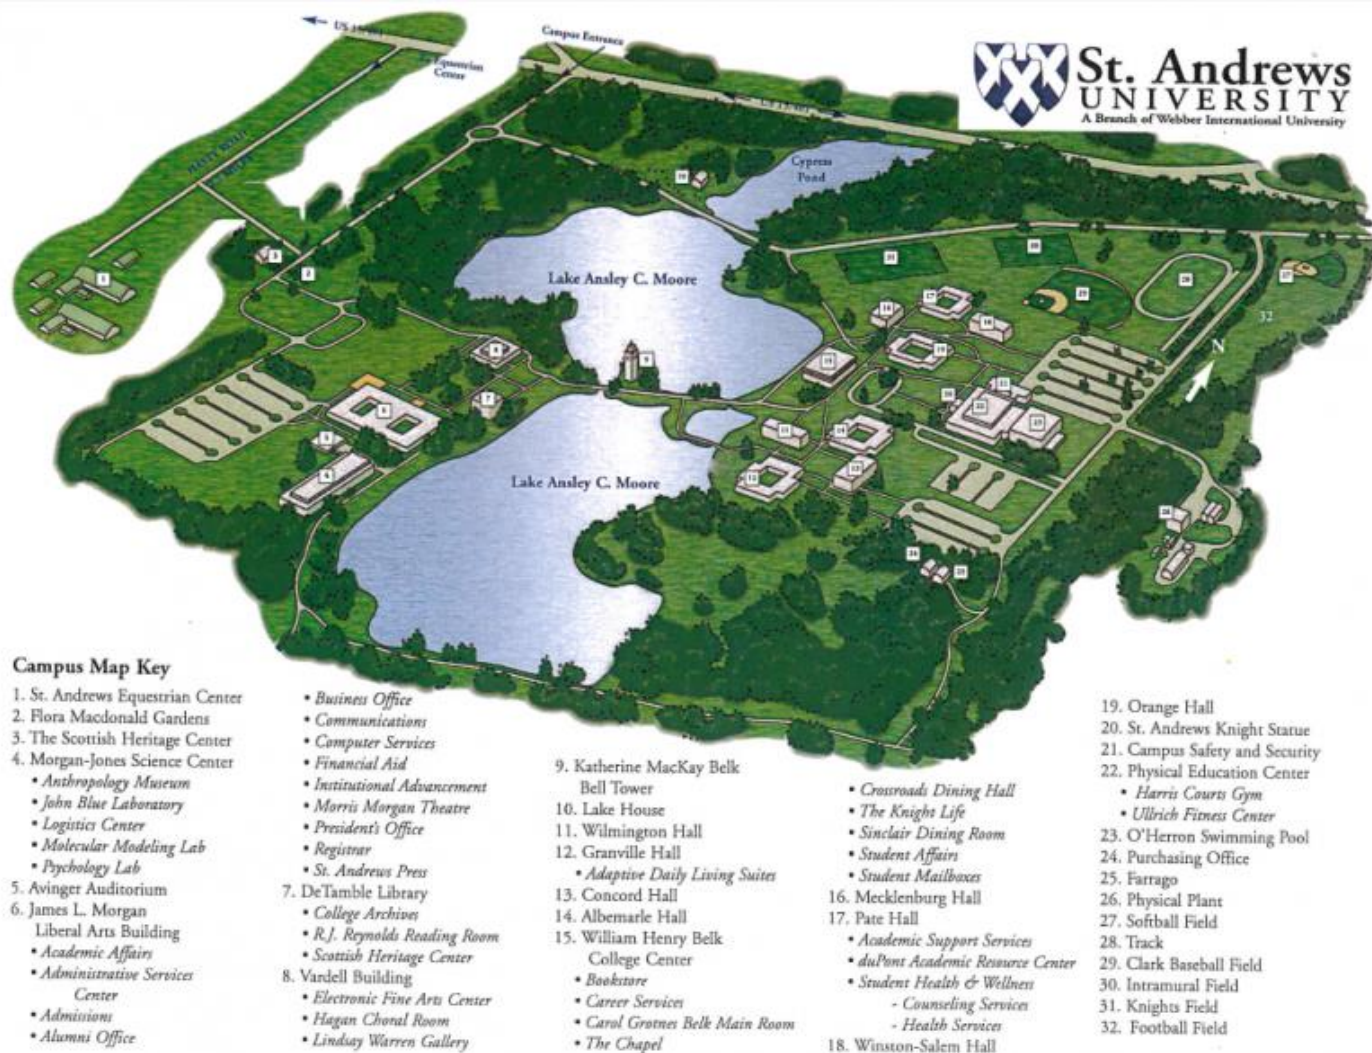 US 15/401
Campus Entrance
To Equestrian
Center
US 15/401
St. Andrews
UNIVERSITY
A Branch of Webber International University
Cypress
Pond
Lake Ansley C. Moore
Lake Ansley C. Moore
N
32
Campus Map Key
1. St. Andrews Equestrian Center
2. Flora Macdonald Gardens
3. The Scottish Heritage Center
4. Morgan-Jones Science Center
• Anthropology Museum
• John Blue Laboratory
• Logistics Center
• Molecular Modeling Lab
• Psychology Lab
5. Avinger Auditorium
6. James L. Morgan
Liberal Arts Building
• Academic Affairs
• Administrative Services
Center
• Admissions
• Alumni Office
• Business Office
• Communications
• Computer Services
• Financial Aid
• Institutional Advancement
• Morris Morgan Theatre
• President's Office
• Registrar
• St. Andrews Press
7. DeTamble Library
• College Archives
• R.J. Reynolds Reading Room
• Scottish Heritage Center
8. Vardell Building
• Electronic Fine Arts Center
• Hagan Choral Room
• Lindsay Warren Gallery
9. Katherine MacKay Belk
Bell Tower
10. Lake House
11. Wilmington Hall
12. Granville Hall
• Adaptive Daily Living Suites
13. Concord Hall
14. Albemarle Hall
15. William Henry Belk
College Center
• Bookstore
• Career Services
• Carol Grotnes Belk Main Room
• The Chapel
• Crossroads Dining Hall
• The Knight Life
• Sinclair Dining Room
• Student Affairs
• Student Mailboxes
16. Mecklenburg Hall
17. Pate Hall
• Academic Support Services
• duPont Academic Resource Center
• Student Health & Wellness
- Counseling Services
- Health Services
18. Winston-Salem Hall
19. Orange Hall
20. St. Andrews Knight Statue
21. Campus Safety and Security
22. Physical Education Center
• Harris Courts Gym
• Ullrich Fitness Center
23. O'Herron Swimming Pool
24. Purchasing Office
25. Farrago
26. Physical Plant
27. Softball Field
28. Track
29. Clark Baseball Field
30. Intramural Field
31. Knights Field
32. Football Field